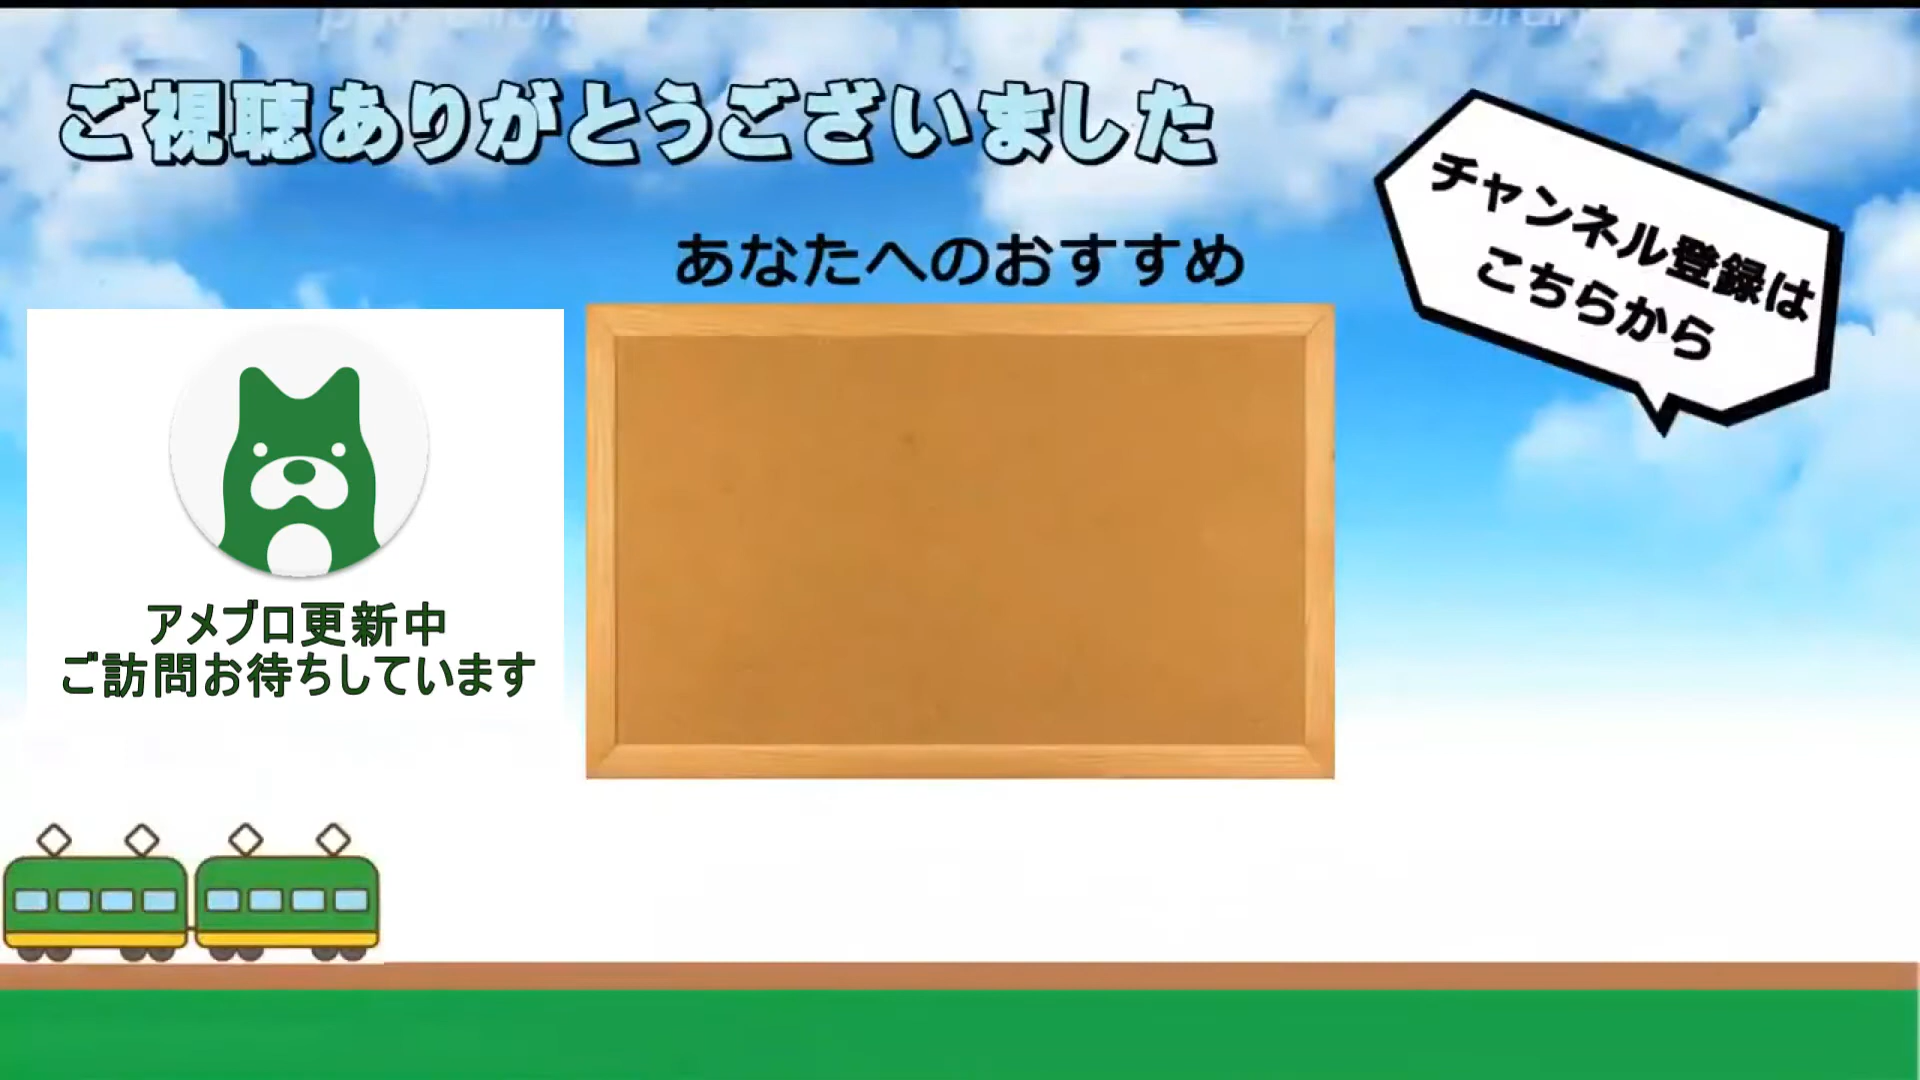 ご視聴ありがとうございました
チャンネル登録は
こちらから
あなたへのおすすめ
アメブロ更新中
ご訪問お待ちしています